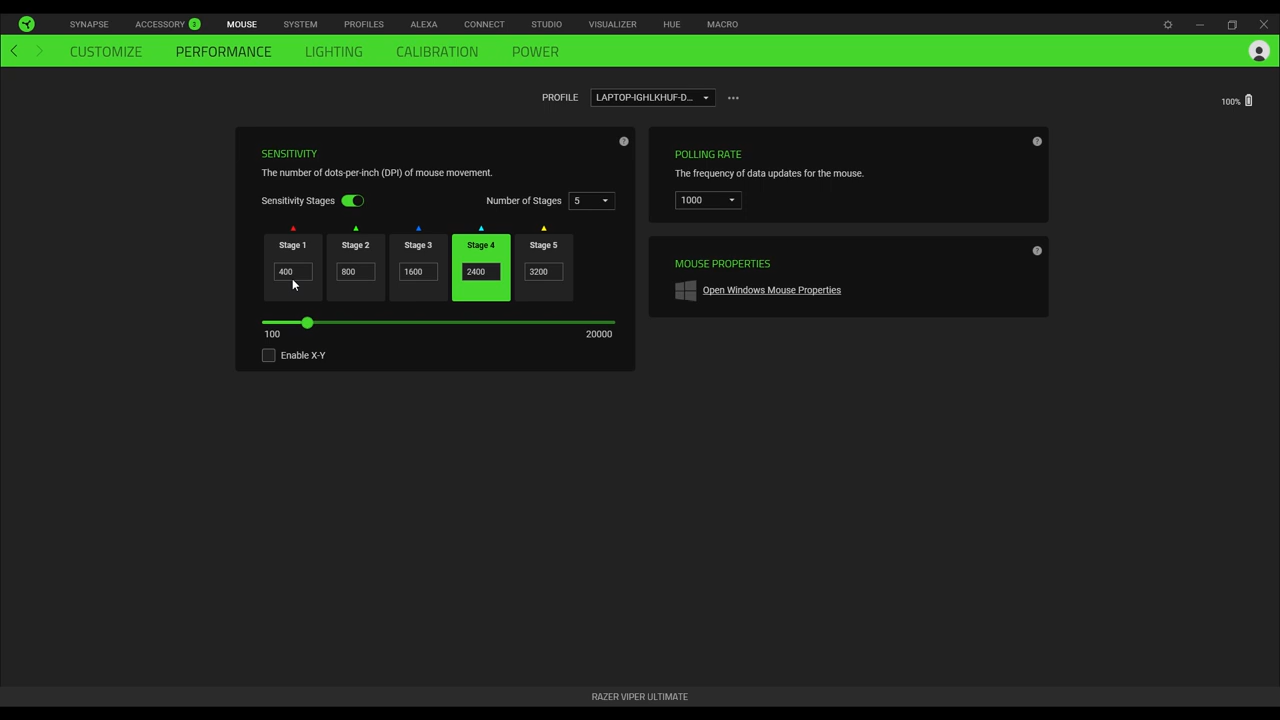 SYNAPSE ACCESSORY 3 MOUSE SYSTEM PROFILES ALEXA CONNECT STUDIO VISUALIZER HUE MACRO
CUSTOMIZE PERFORMANCE LIGHTING CALIBRATION POWER
PROFILE LAPTOP-IGHLKHUF-D...
100%
SENSITIVITY
The number of dots-per-inch (DPI) of mouse movement.
Sensitivity Stages Number of Stages 5
Stage 1 Stage 2 Stage 3 Stage 4 Stage 5
400 800 1600 2400 3200
100 20000
Enable X-Y
POLLING RATE
The frequency of data updates for the mouse.
1000
MOUSE PROPERTIES
Open Windows Mouse Properties
RAZER VIPER ULTIMATE